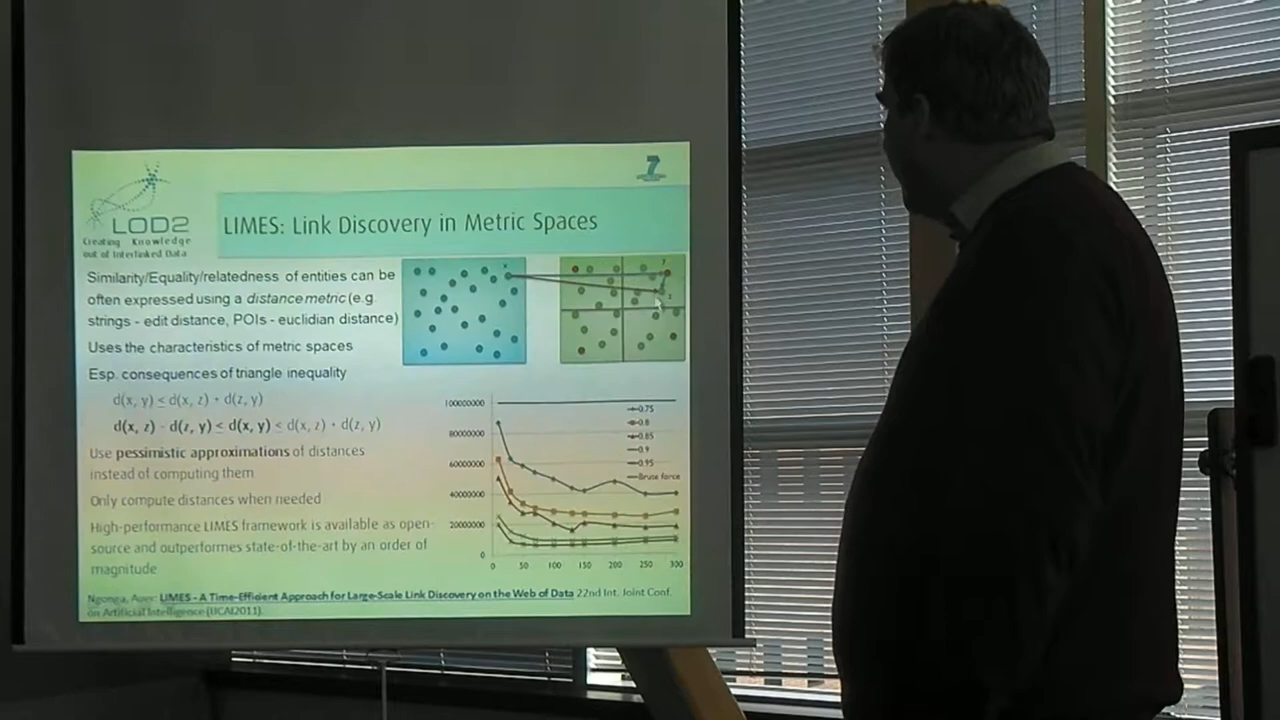 7
LOD2
Creating Knowledge
out of Interlinked Data
LIMES: Link Discovery in Metric Spaces
Similarity/Equality/relatedness of entities can be
often expressed using a distance metric (e.g.
strings - edit distance, POIs - euclidian distance)
Uses the characteristics of metric spaces
Esp. consequences of triangle inequality
d(x, y) ≤ d(x, z) + d(z, y)
d(x, z) - d(z, y) ≤ d(x, y) ≤ d(x, z) + d(z, y)
Use pessimistic approximations of distances
instead of computing them
Only compute distances when needed
High-performance LIMES framework is available as open-
source and outperformes state-of-the-art by an order of
magnitude
x
y
z
100000000
80000000
60000000
40000000
20000000
0
0 50 100 150 200 250 300
0.75
0.8
0.85
0.9
0.95
Brute force
Ngonga, Auer: LIMES - A Time-Efficient Approach for Large-Scale Link Discovery on the Web of Data 22nd Int. Joint Conf.
on Artificial Intelligence (IJCAI2011).